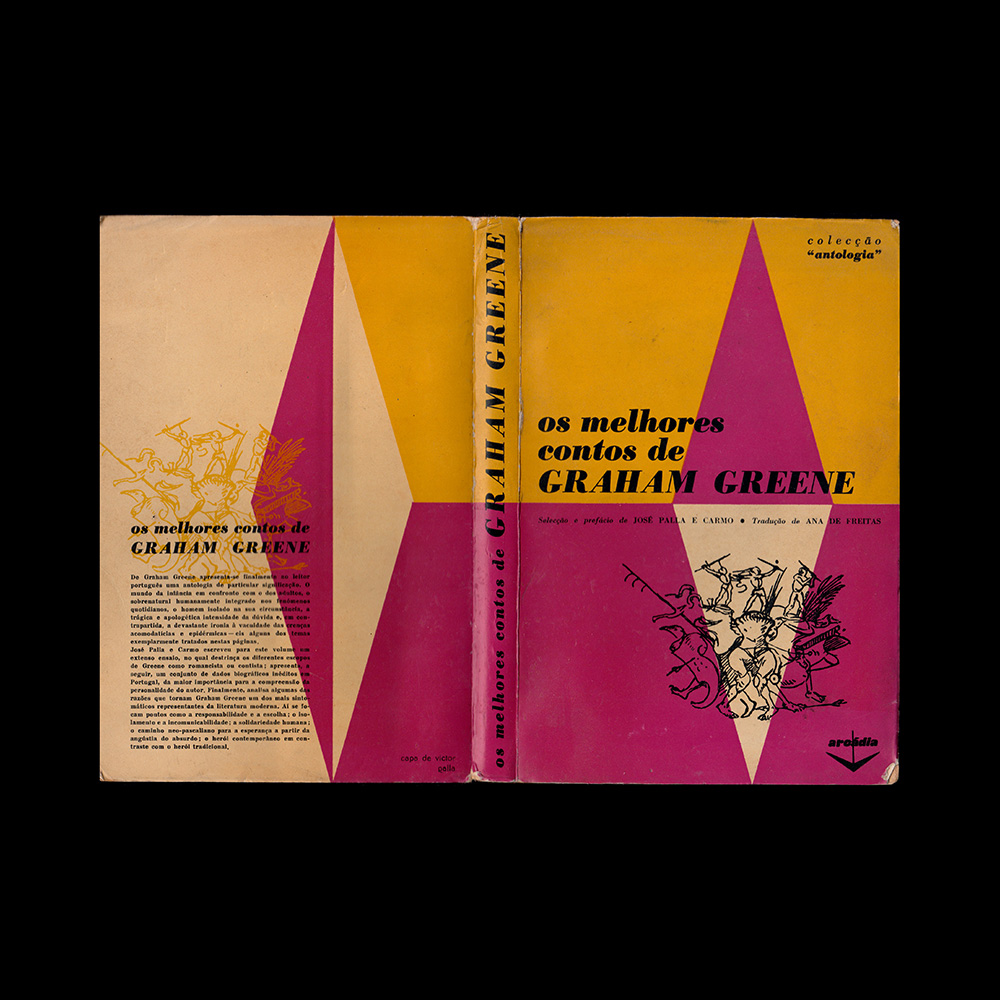 os melhores contos de
GRAHAM GREENE
De Graham Greene apresenta-se finalmente ao leitor
português uma antologia de particular significação. O
mundo da infância em confronto com o dos adultos, o
sobrenatural humanamente integrado nos fenómenos
quotidianos, o homem isolado na sua circunstância, a
trágica e apologética intensidade da dúvida e, em con-
trapartida, a devastante ironia à vacuidade das crenças
acomodatícias e epidérmicas — eis alguns dos temas
exemplarmente tratados nestas páginas.
José Palla e Carmo escreveu para este volume um
extenso ensaio, no qual destrinça os diferentes escopos
de Greene como romancista ou contista; apresenta, a
seguir, um conjunto de dados biográficos inéditos em
Portugal, da maior importância para a compreensão da
personalidade do autor. Finalmente, analisa algumas das
razões que tornam Graham Greene um dos mais sinto-
máticos representantes da literatura moderna. Aí se fo-
cam pontos como a responsabilidade e a escolha; o iso-
lamento e a incomunicabilidade; a solidariedade humana;
o caminho neo-pascaliano para a esperança a partir da
angústia do absurdo; o herói contemporâneo em con-
traste com o herói tradicional.
capa de victor
palla
os melhores contos de GRAHAM GREENE
colecção
"antologia"
os melhores
contos de
GRAHAM GREENE
Selecção e prefácio de JOSÉ PALLA E CARMO • Tradução de ANA DE FREITAS
arcádia